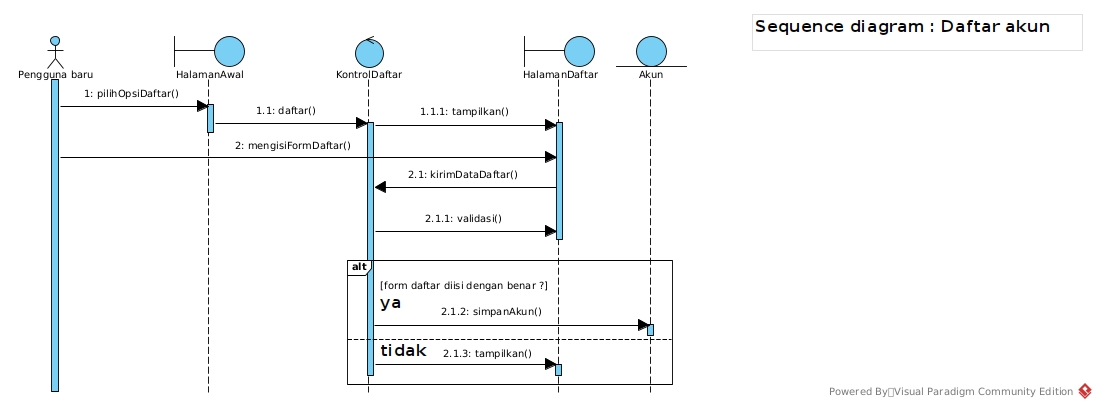 Sequence diagram : Daftar akun
Pengguna baru
HalamanAwal
KontrolDaftar
HalamanDaftar
Akun
1: pilihOpsiDaftar()
1.1: daftar()
1.1.1: tampilkan()
2: mengisiFormDaftar()
2.1: kirimDataDaftar()
2.1.1: validasi()
alt
[form daftar diisi dengan benar ?]
ya
2.1.2: simpanAkun()
tidak
2.1.3: tampilkan()
Powered By Visual Paradigm Community Edition